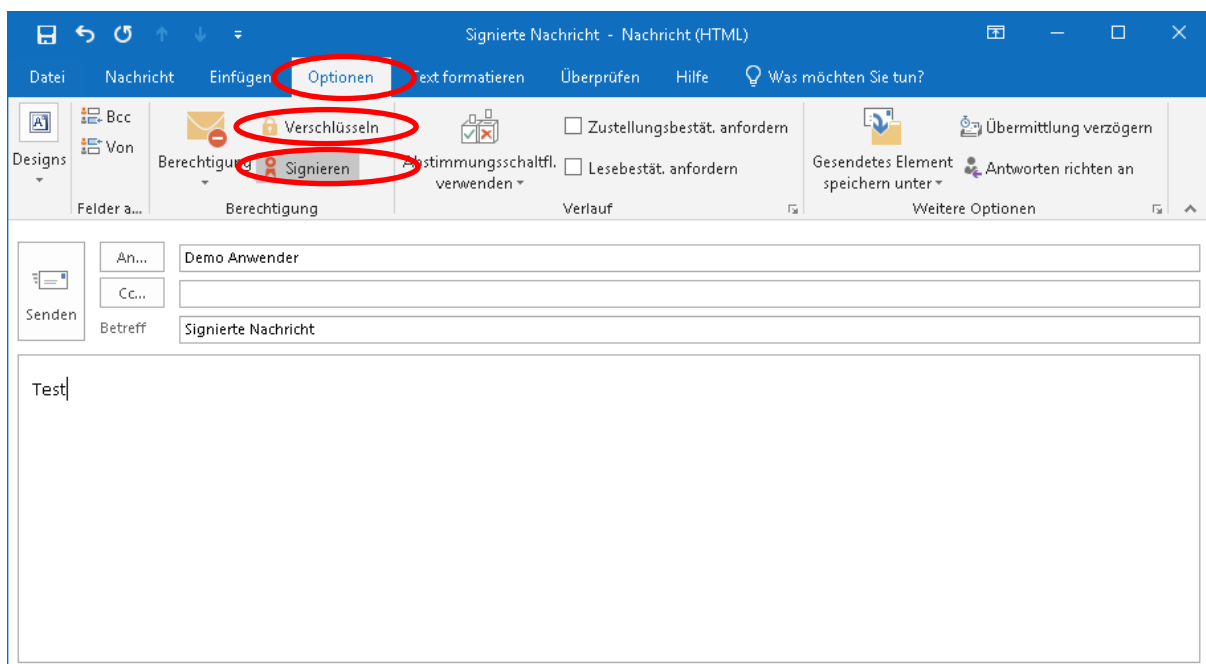 Signierte Nachricht - Nachricht (HTML)
Datei Nachricht Einfügen Optionen Text formatieren Überprüfen Hilfe Was möchten Sie tun?
Designs
Bcc
Von
Felder a...
Berechtigung
Verschlüsseln
Signieren
Berechtigung
Abstimmungsschaltfl.
verwenden
Zustellungsbestät. anfordern
Lesebestät. anfordern
Verlauf
Gesendetes Element
speichern unter
Übermittlung verzögern
Antworten richten an
Weitere Optionen
Senden
An... Demo Anwender
Cc...
Betreff Signierte Nachricht
Test